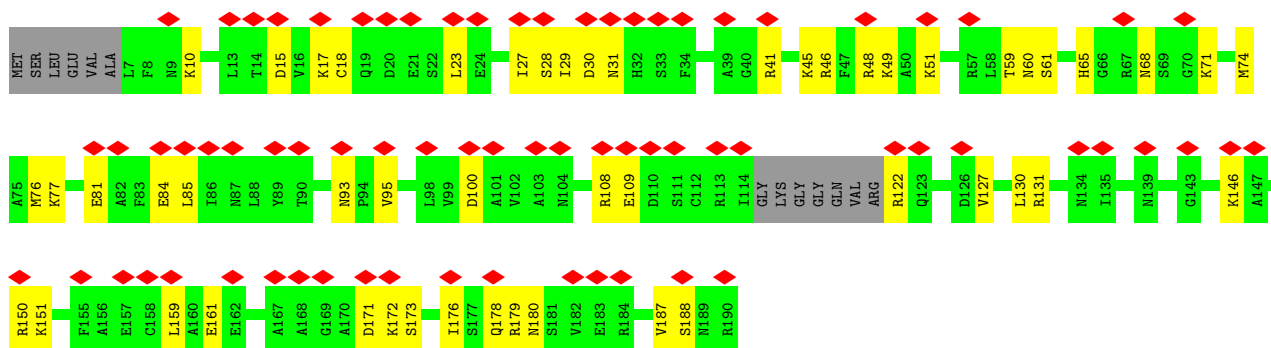 MET SER LEU GLU VAL ALA L7 F8 N9 K10 L13 T14 D15 V16 K17 C18 Q19 D20 E21 S22 L23 E24 I27 S28 I29 D30 N31 H32 S33 F34 A39 G40 R41 K45 R46 F47 R48 K49 A50 K51 R57 L58 T59 N60 S61 H65 G66 R67 N68 S69 G70 K71 M74
A75 M76 K77 E81 A82 F83 E84 L85 I86 N87 L88 Y89 T90 N93 P94 V95 L98 V99 D100 A101 V102 A103 N104 R108 E109 D110 S111 C112 R113 I114 GLY LYS GLY GLY GLN VAL ARG R122 Q123 D126 V127 L130 R131 N134 I135 N139 G143 K146 A147
R150 K151 F155 A156 E157 C158 L159 A160 E161 E162 A167 A168 G169 A170 D171 K172 S173 I176 S177 Q178 R179 N180 S181 V182 E183 R184 V187 S188 N189 R190